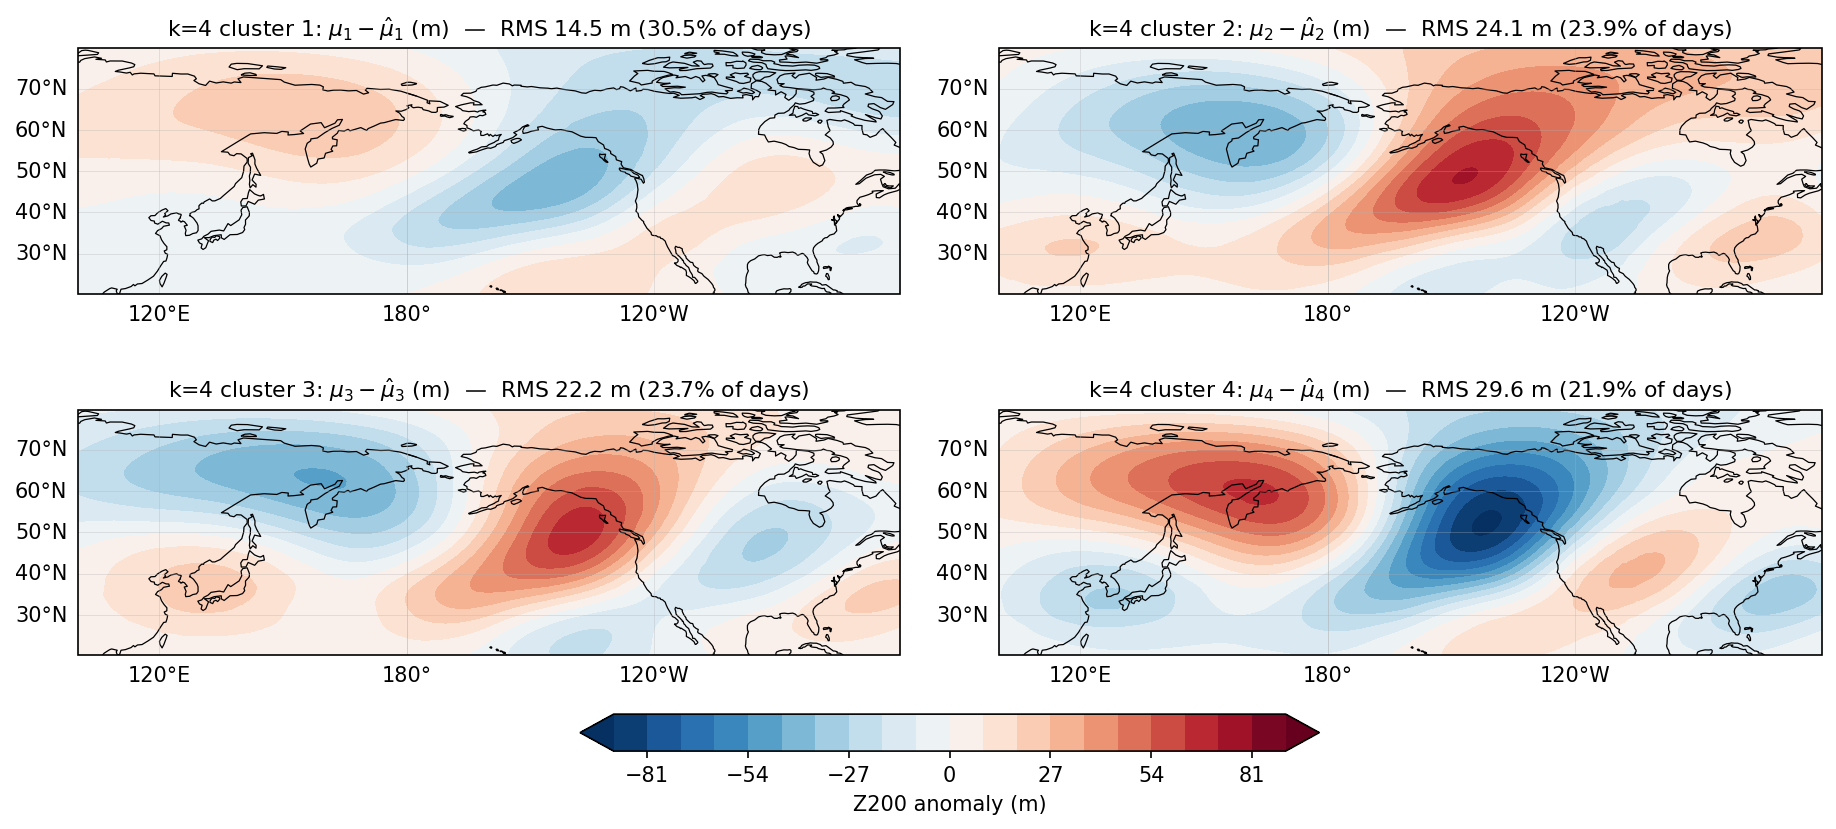 k=4 cluster 1: μ₁ − μ̂₁ (m) — RMS 14.5 m (30.5% of days)
70°N
60°N
50°N
40°N
30°N
120°E 180° 120°W
k=4 cluster 2: μ₂ − μ̂₂ (m) — RMS 24.1 m (23.9% of days)
70°N
60°N
50°N
40°N
30°N
120°E 180° 120°W
k=4 cluster 3: μ₃ − μ̂₃ (m) — RMS 22.2 m (23.7% of days)
70°N
60°N
50°N
40°N
30°N
120°E 180° 120°W
k=4 cluster 4: μ₄ − μ̂₄ (m) — RMS 29.6 m (21.9% of days)
70°N
60°N
50°N
40°N
30°N
120°E 180° 120°W
−81 −54 −27 0 27 54 81
Z200 anomaly (m)